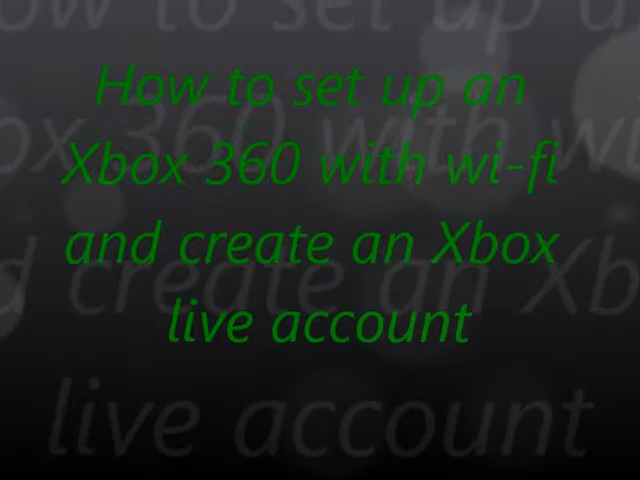 How to set up an
Xbox 360 with wi-fi
and create an Xbox
live account